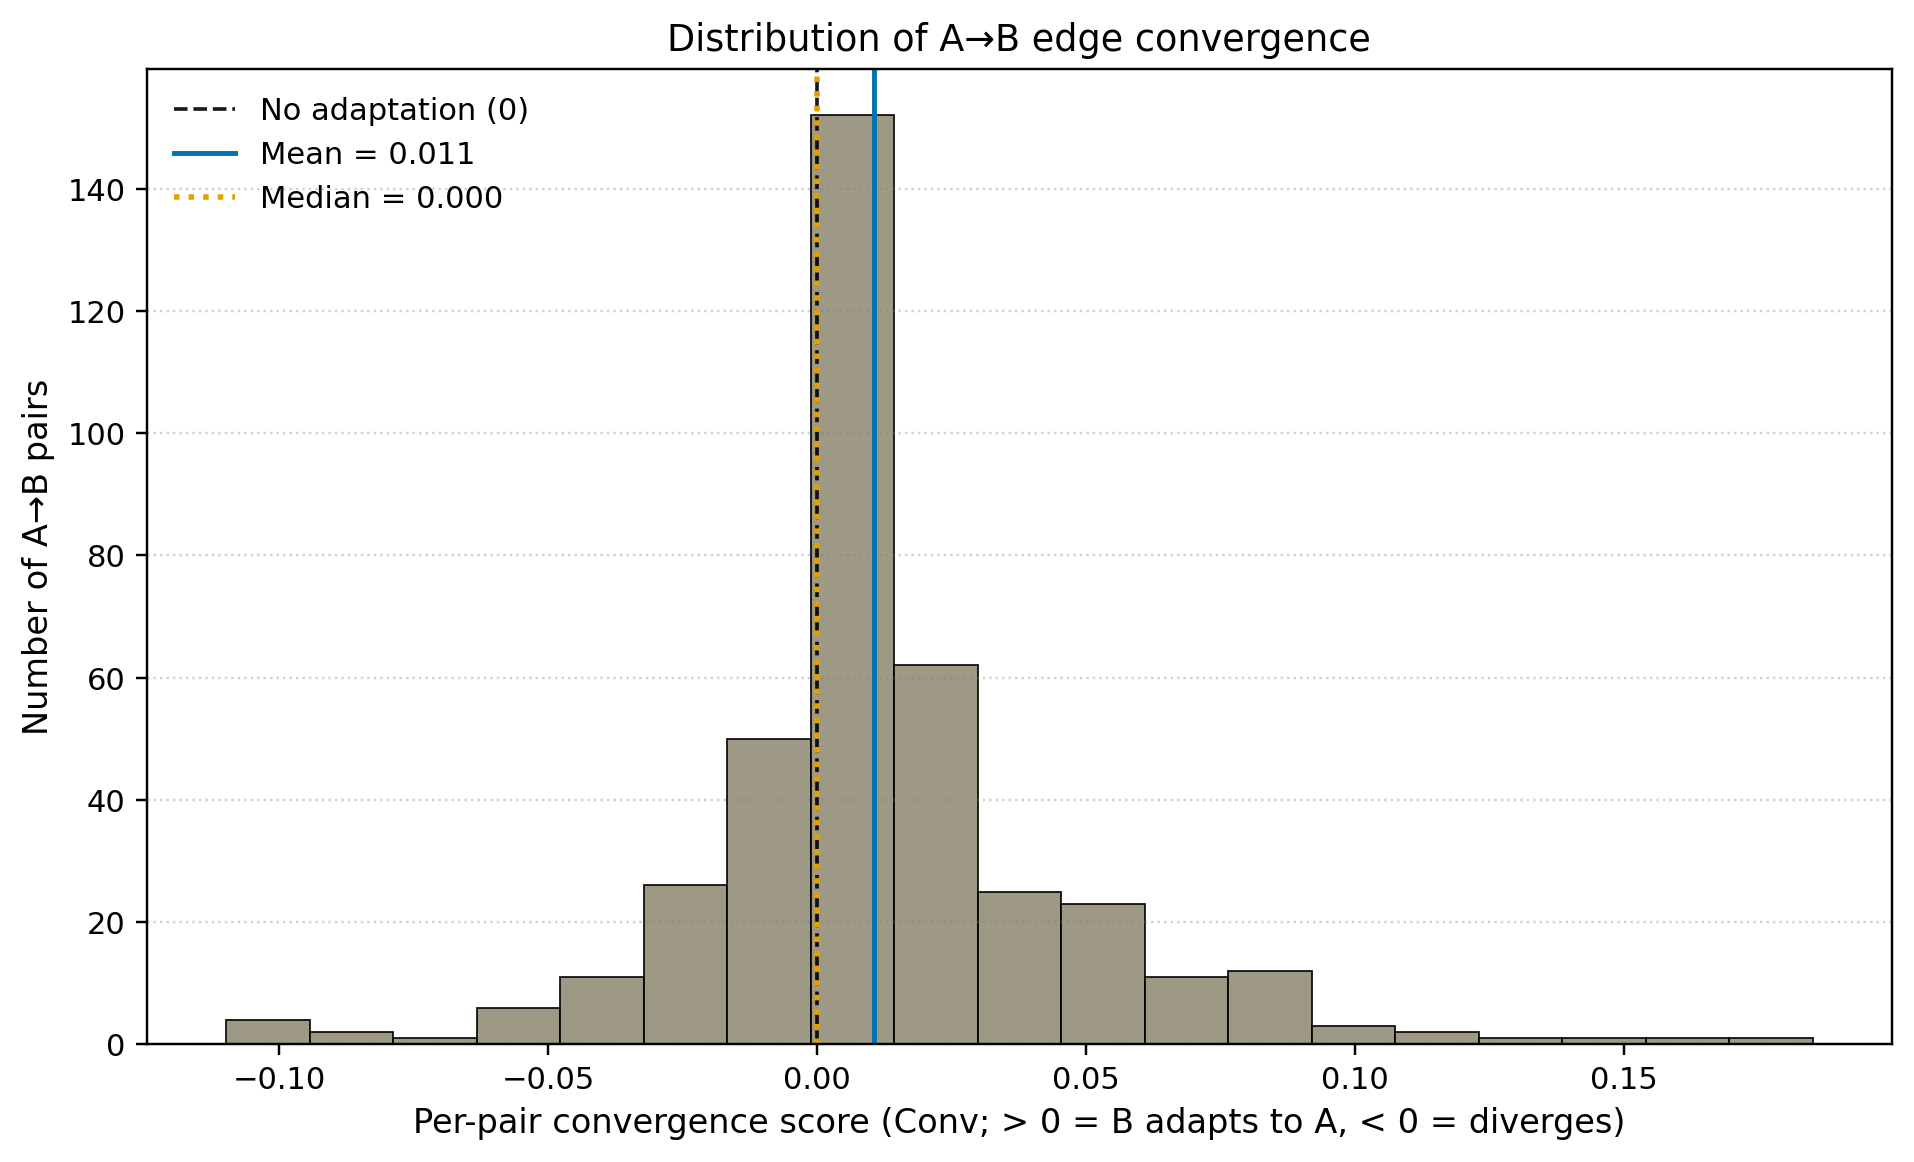 Distribution of A→B edge convergence
No adaptation (0)
Mean = 0.011
Median = 0.000
Number of A→B pairs
140
120
100
80
60
40
20
0
−0.10
−0.05
0.00
0.05
0.10
0.15
Per-pair convergence score (Conv; > 0 = B adapts to A, < 0 = diverges)